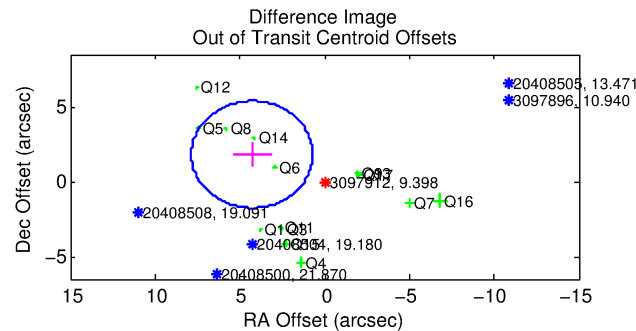 Difference Image
Out of Transit Centroid Offsets
Dec Offset (arcsec)
5
0
−5
Q12
20408505, 13.471
3097896, 10.940
Q5
Q8
Q14
Q6
3097912, 9.398
Q7
Q16
20408508, 19.091
Q4
20408500, 21.870
15
10
5
0
−5
−10
−15
RA Offset (arcsec)